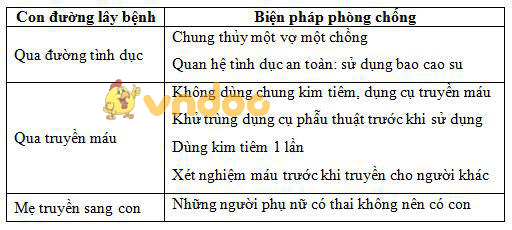 Con đường lây bệnh
Biện pháp phòng chống
Qua đường tình dục
Chung thủy một vợ một chồng
Quan hệ tình dục an toàn: sử dụng bao cao su
Qua truyền máu
Không dùng chung kim tiêm, dụng cụ truyền máu
Khử trùng dụng cụ phẫu thuật trước khi sử dụng
Dùng kim tiêm 1 lần
Xét nghiệm máu trước khi truyền cho người khác
Mẹ truyền sang con
Những người phụ nữ có thai không nên có con
vndoc